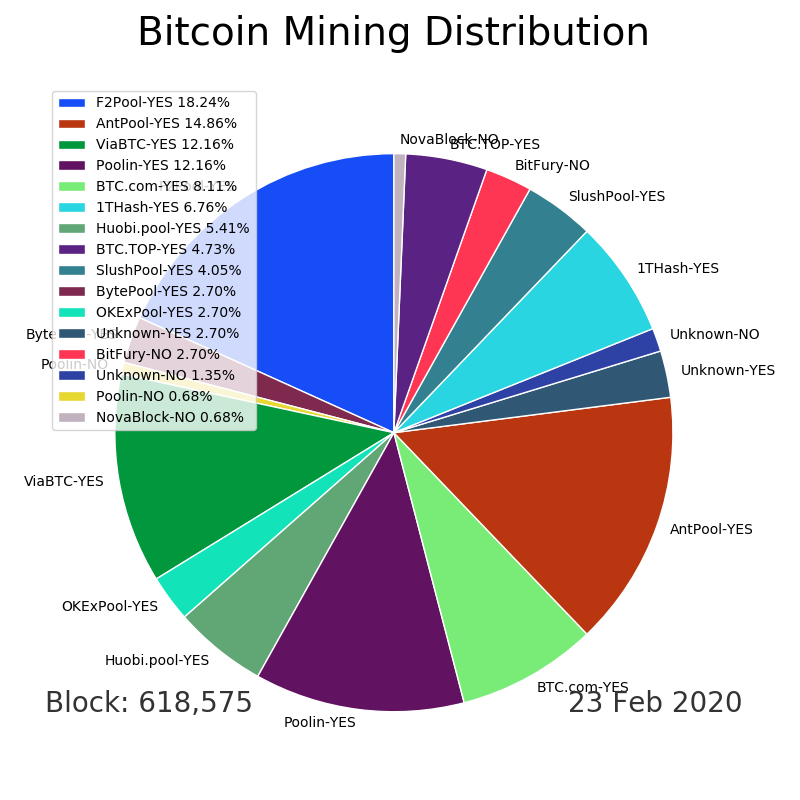 Bitcoin Mining Distribution
F2Pool-YES 18.24%
AntPool-YES 14.86%
ViaBTC-YES 12.16%
Poolin-YES 12.16%
BTC.com-YES 8.11%
1THash-YES 6.76%
Huobi.pool-YES 5.41%
BTC.TOP-YES 4.73%
SlushPool-YES 4.05%
BytePool-YES 2.70%
OKExPool-YES 2.70%
Unknown-YES 2.70%
BitFury-NO 2.70%
Unknown-NO 1.35%
Poolin-NO 0.68%
NovaBlock-NO 0.68%
NovaBlock-NO
BTC.TOP-YES
BitFury-NO
SlushPool-YES
1THash-YES
Unknown-NO
Unknown-YES
AntPool-YES
BTC.com-YES
Poolin-YES
Huobi.pool-YES
OKExPool-YES
ViaBTC-YES
Poolin-NO
Block: 618,575
23 Feb 2020